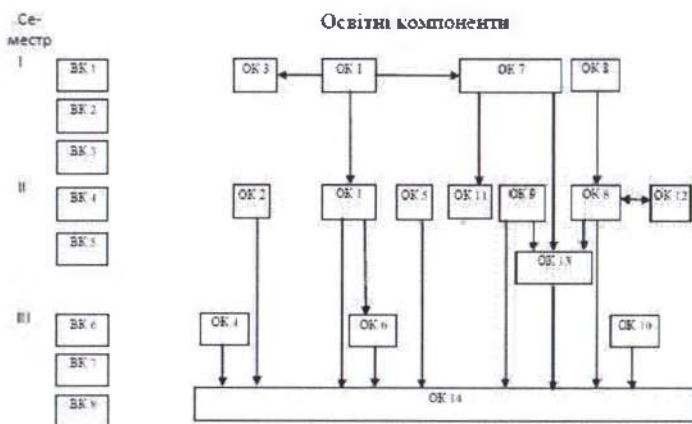 Се-
местр
Освітні компоненти
I
ВК 1
ОК 3
ОК 1
ОК 7
ОК 8
ВК 2
ВК 3
II
ВК 4
ОК 2
ОК 1
ОК 5
ОК 11
ОК 9
ОК 8
ОК 12
ВК 5
ОК 13
III
ВК 6
ОК 4
ОК 6
ОК 10
ВК 7
ОК 14
ВК 8